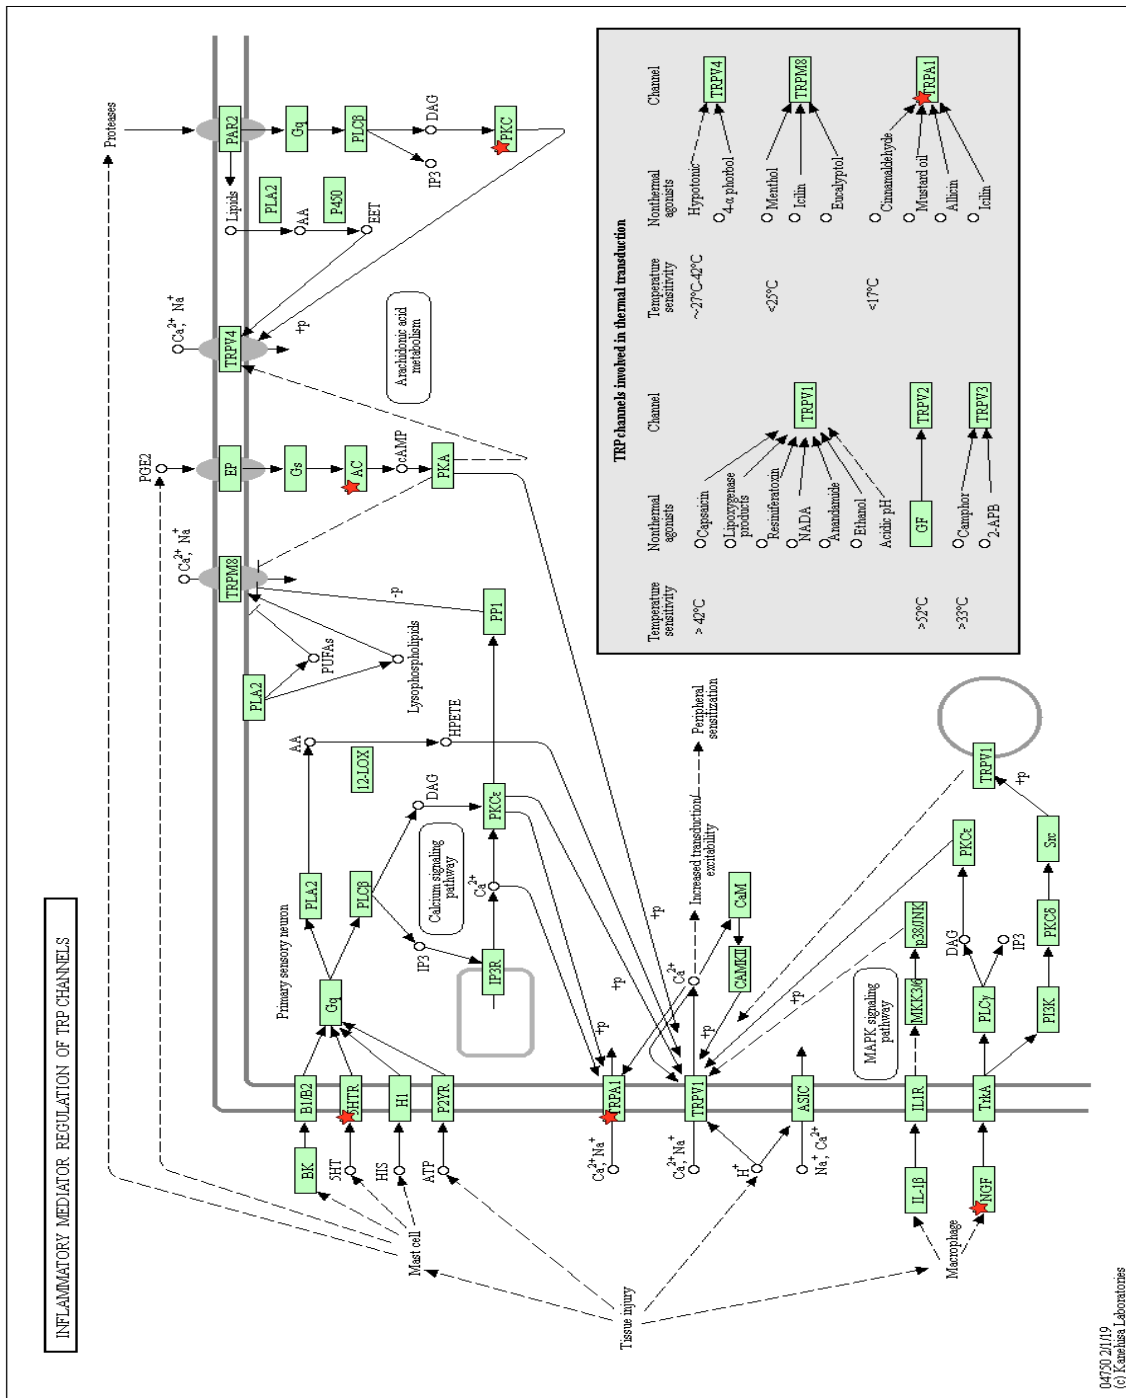 INFLAMMATORY MEDIATOR REGULATION OF TRP CHANNELS
Proteases
PGE2
Ca²⁺, Na⁺
Ca²⁺, Na⁺
PLA2
TRPM8
EP
TRPV4
PAR2
Lipids
PLA2
AA
P450
EET
Gq
PLCβ
DAG
IP3
PKC
+p
Gs
AC
cAMP
PKA
Arachidonic acid
metabolism
PUFAs
Lysophospholipids
-p
PP1
Primary sensory neuron
PLA2
AA
12-LOX
HPETE
Gq
PLCβ
DAG
IP3
Calcium signaling
pathway
IP3R
Ca²⁺
PKCε
Mast cell
BK
B1/B2
5HT
5HTR
HIS
H1
ATP
P2YR
Tissue injury
Ca²⁺, Na⁺
TRPA1
+p
+p
+p
Ca²⁺, Na⁺
TRPV1
Ca²⁺
Increased transduction/
excitability
Peripheral
sensitization
CaM
CAMKII
+p
H⁺
Na⁺, Ca²⁺
ASIC
MAPK signaling
pathway
+p
Macrophage
IL-1β
IL1R
MKK3/6
p38/JNK
NGF
TrkA
PLCγ
DAG
IP3
PKCε
PI3K
PKCδ
Src
+p
TRPV1
TRP channels involved in thermal transduction
Temperature
sensitivity
Nonthermal
agonists
Channel
> 42°C
Capsaicin
Lipoxygenase
products
Resiniferatoxin
NADA
Anandamide
Ethanol
Acidic pH
TRPV1
>52°C
GF
TRPV2
>33°C
Camphor
2-APB
TRPV3
Temperature
sensitivity
Nonthermal
agonists
Channel
~27°C-42°C
Hypotonic
4-α phorbol
TRPV4
<25°C
Menthol
Icilin
Eucalyptol
TRPM8
<17°C
Cinnamaldehyde
Mustard oil
Allicin
Icilin
TRPA1
04750 2/1/19
(c) Kanehisa Laboratories